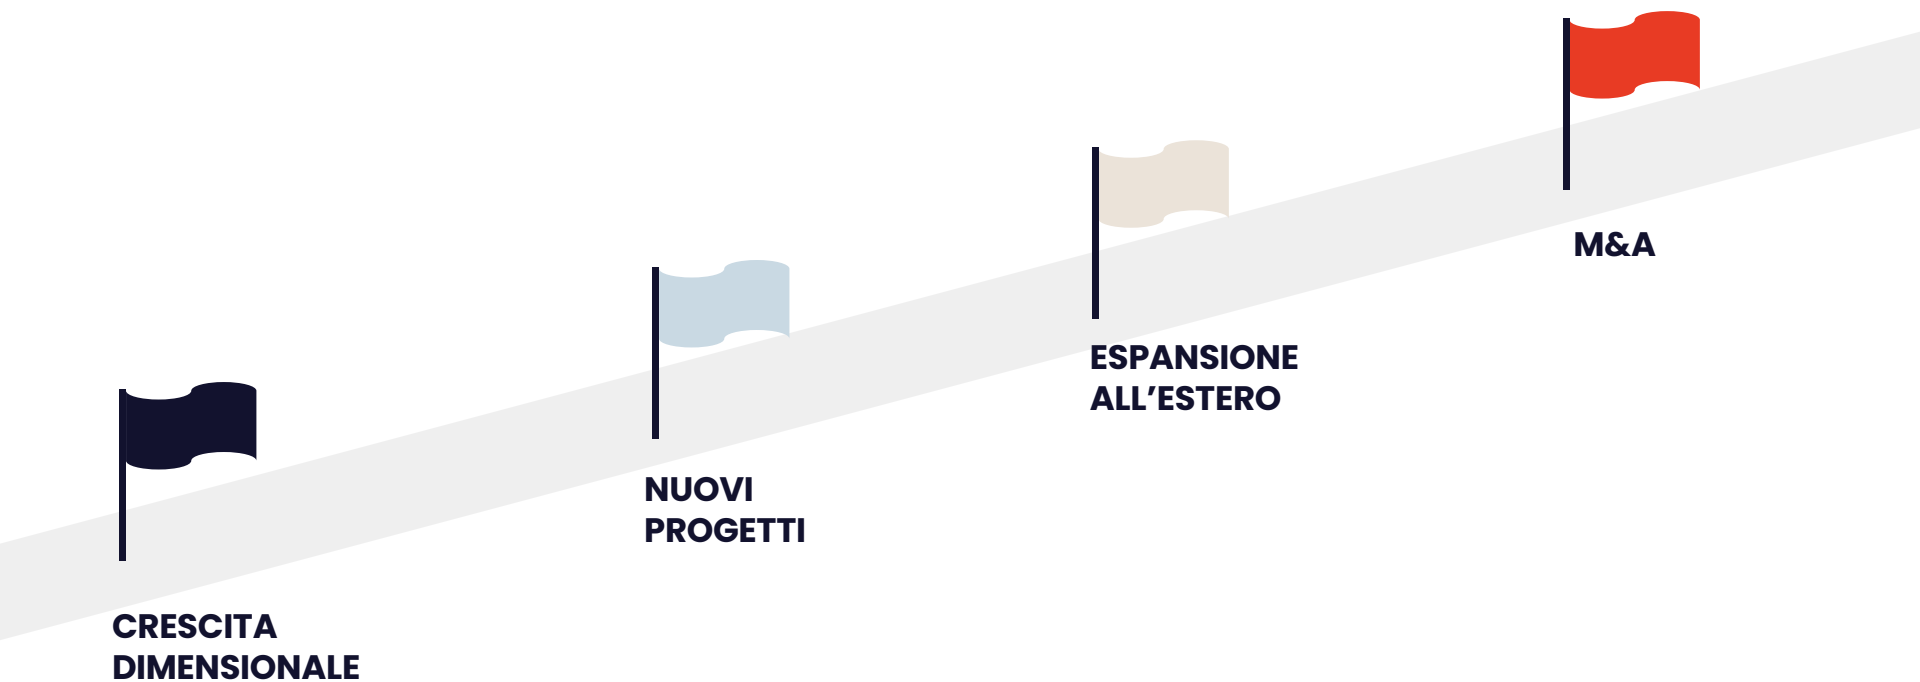 CRESCITA
DIMENSIONALE
NUOVI
PROGETTI
ESPANSIONE
ALL’ESTERO
M&A